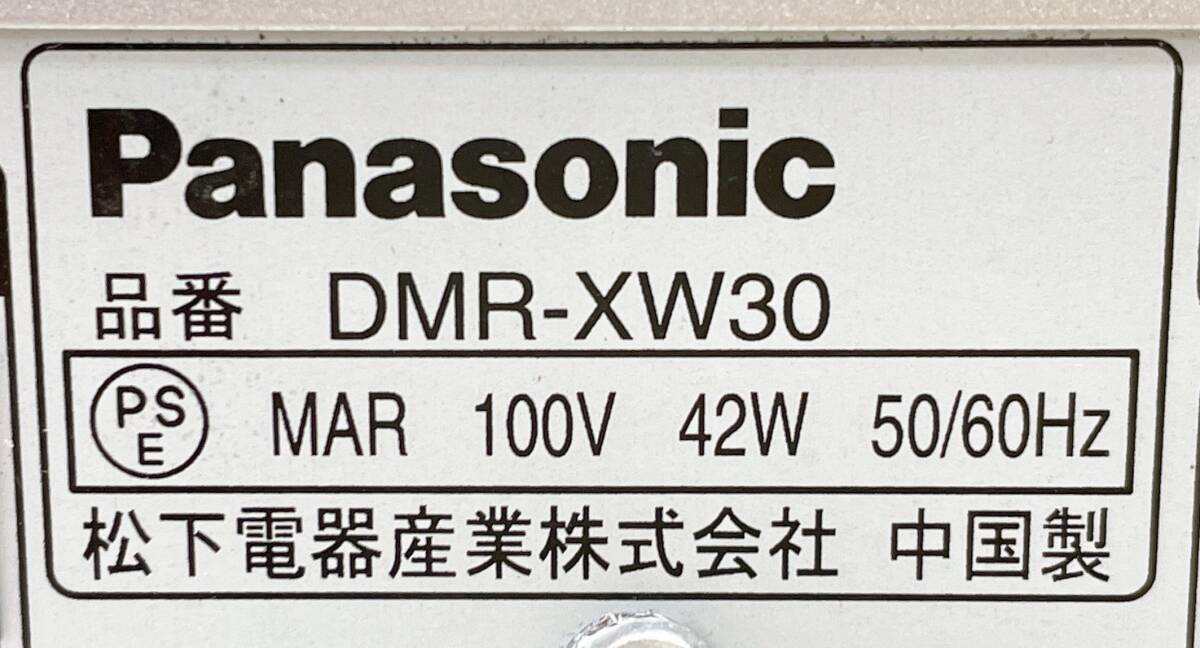 Panasonic
品番 DMR-XW30
PSE MAR 100V 42W 50/60Hz
松下電器産業株式会社 中国製